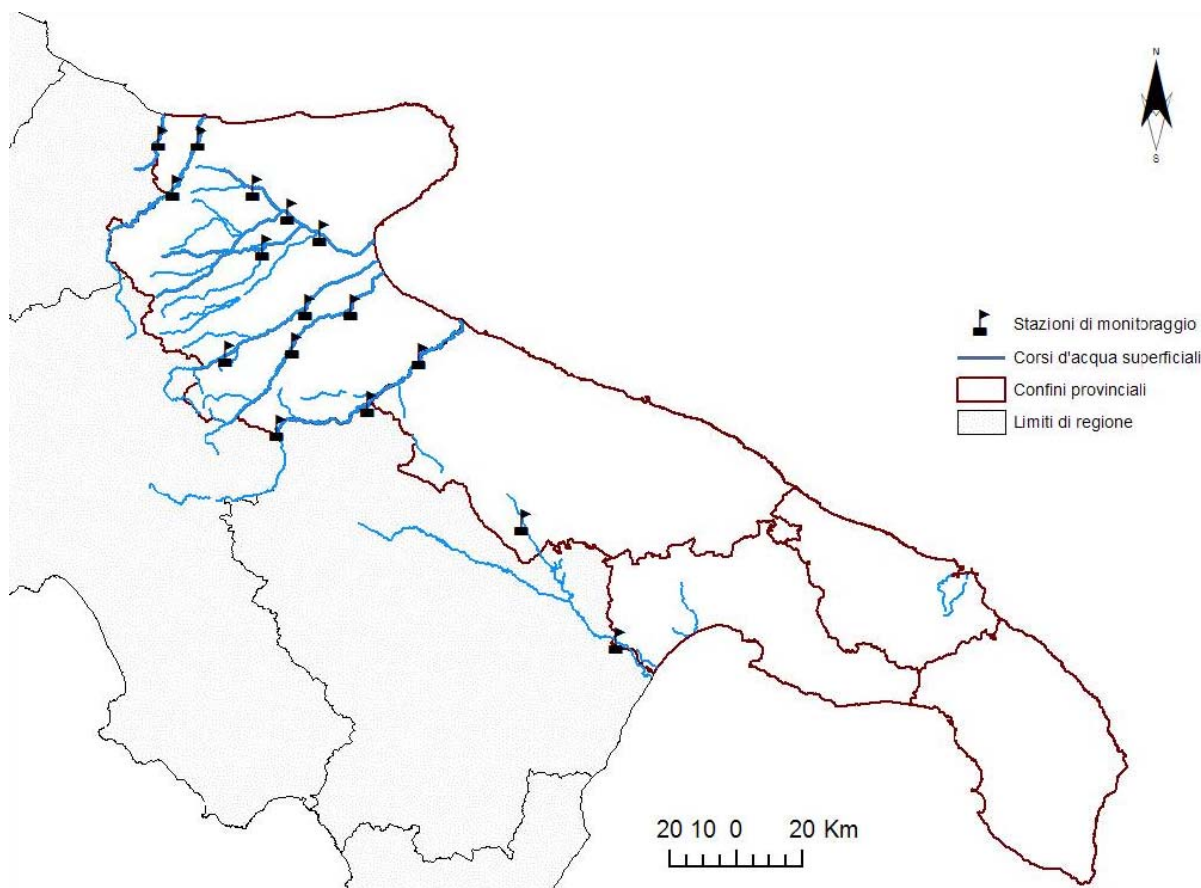 N
S
Stazioni di monitoraggio
Corsi d'acqua superficiali
Confini provinciali
Limiti di regione
20 10 0 20 Km